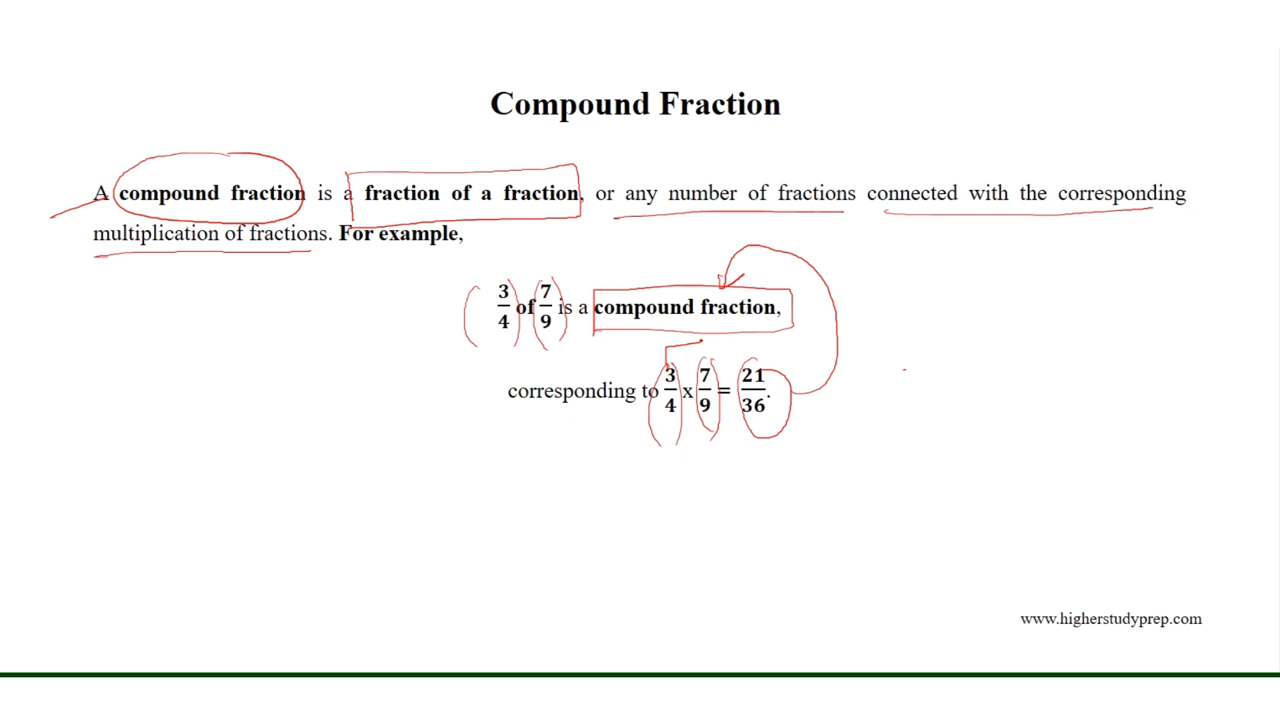 Compound Fraction
A compound fraction is a fraction of a fraction, or any number of fractions connected with the corresponding
multiplication of fractions. For example,
3/4 of 7/9 is a compound fraction,
corresponding to 3/4 x 7/9 = 21/36.
www.higherstudyprep.com